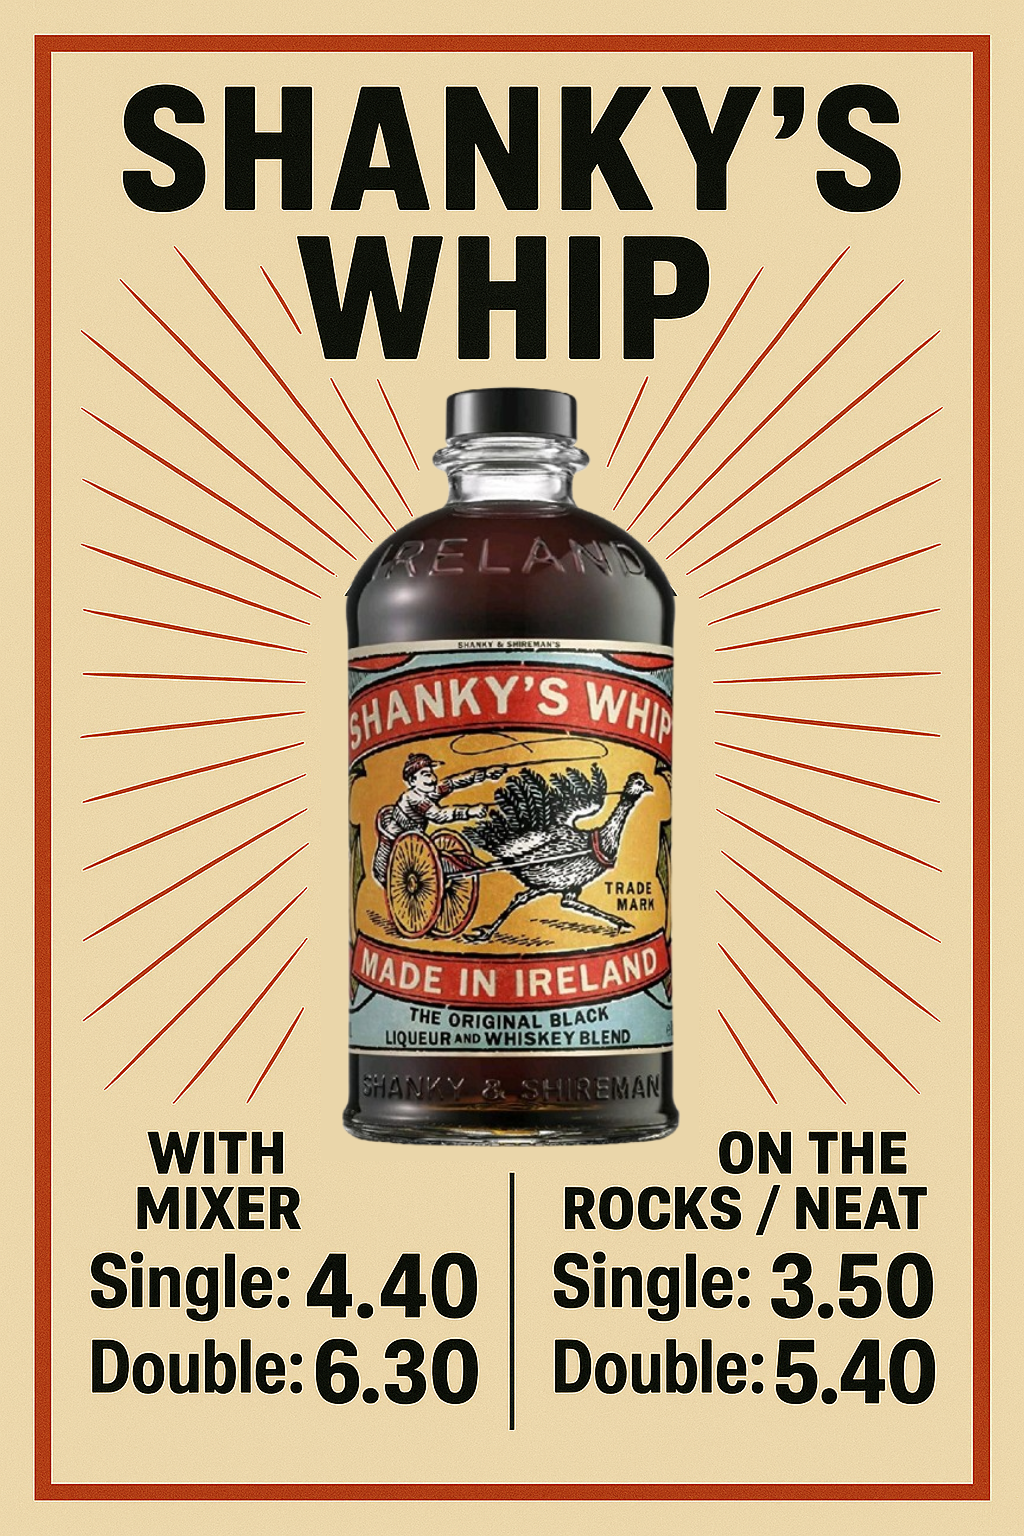 SHANKY'S
WHIP
IRELAND
SHANKY & SHIREMAN'S
SHANKY'S WHIP
TRADE
MARK
MADE IN IRELAND
THE ORIGINAL BLACK
LIQUEUR AND WHISKEY BLEND
SHANKY & SHIREMAN
WITH
MIXER
Single: 4.40
Double: 6.30
ON THE
ROCKS / NEAT
Single: 3.50
Double: 5.40